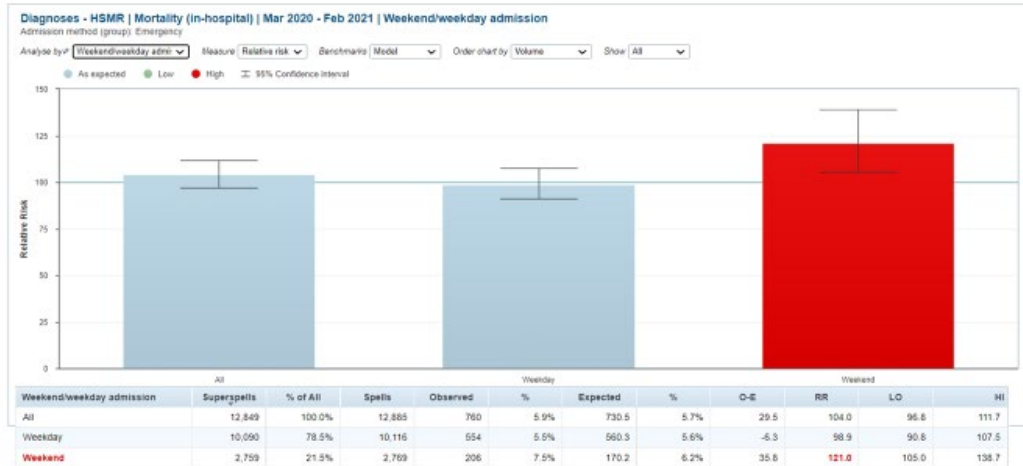 Diagnoses - HSMR | Mortality (in-hospital) | Mar 2020 - Feb 2021 | Weekend/weekday admission
Admission method (group): Emergency
Analyse by Weekend/weekday admi Measure Relative risk Benchmarks Model Order chart by Volume Show All
As expected Low High 95% Confidence interval
150
125
100
75
50
25
0
Relative Risk
All Weekday Weekend
Weekend/weekday admission Superspells % of All Spells Observed % Expected % O-E RR LO HI
All 12,849 100.0% 12,885 760 5.9% 730.5 5.7% 29.5 104.0 96.8 111.7
Weekday 10,090 78.5% 10,116 554 5.5% 560.3 5.6% -6.3 98.9 90.8 107.5
Weekend 2,759 21.5% 2,769 206 7.5% 170.2 6.2% 35.8 121.0 105.0 138.7